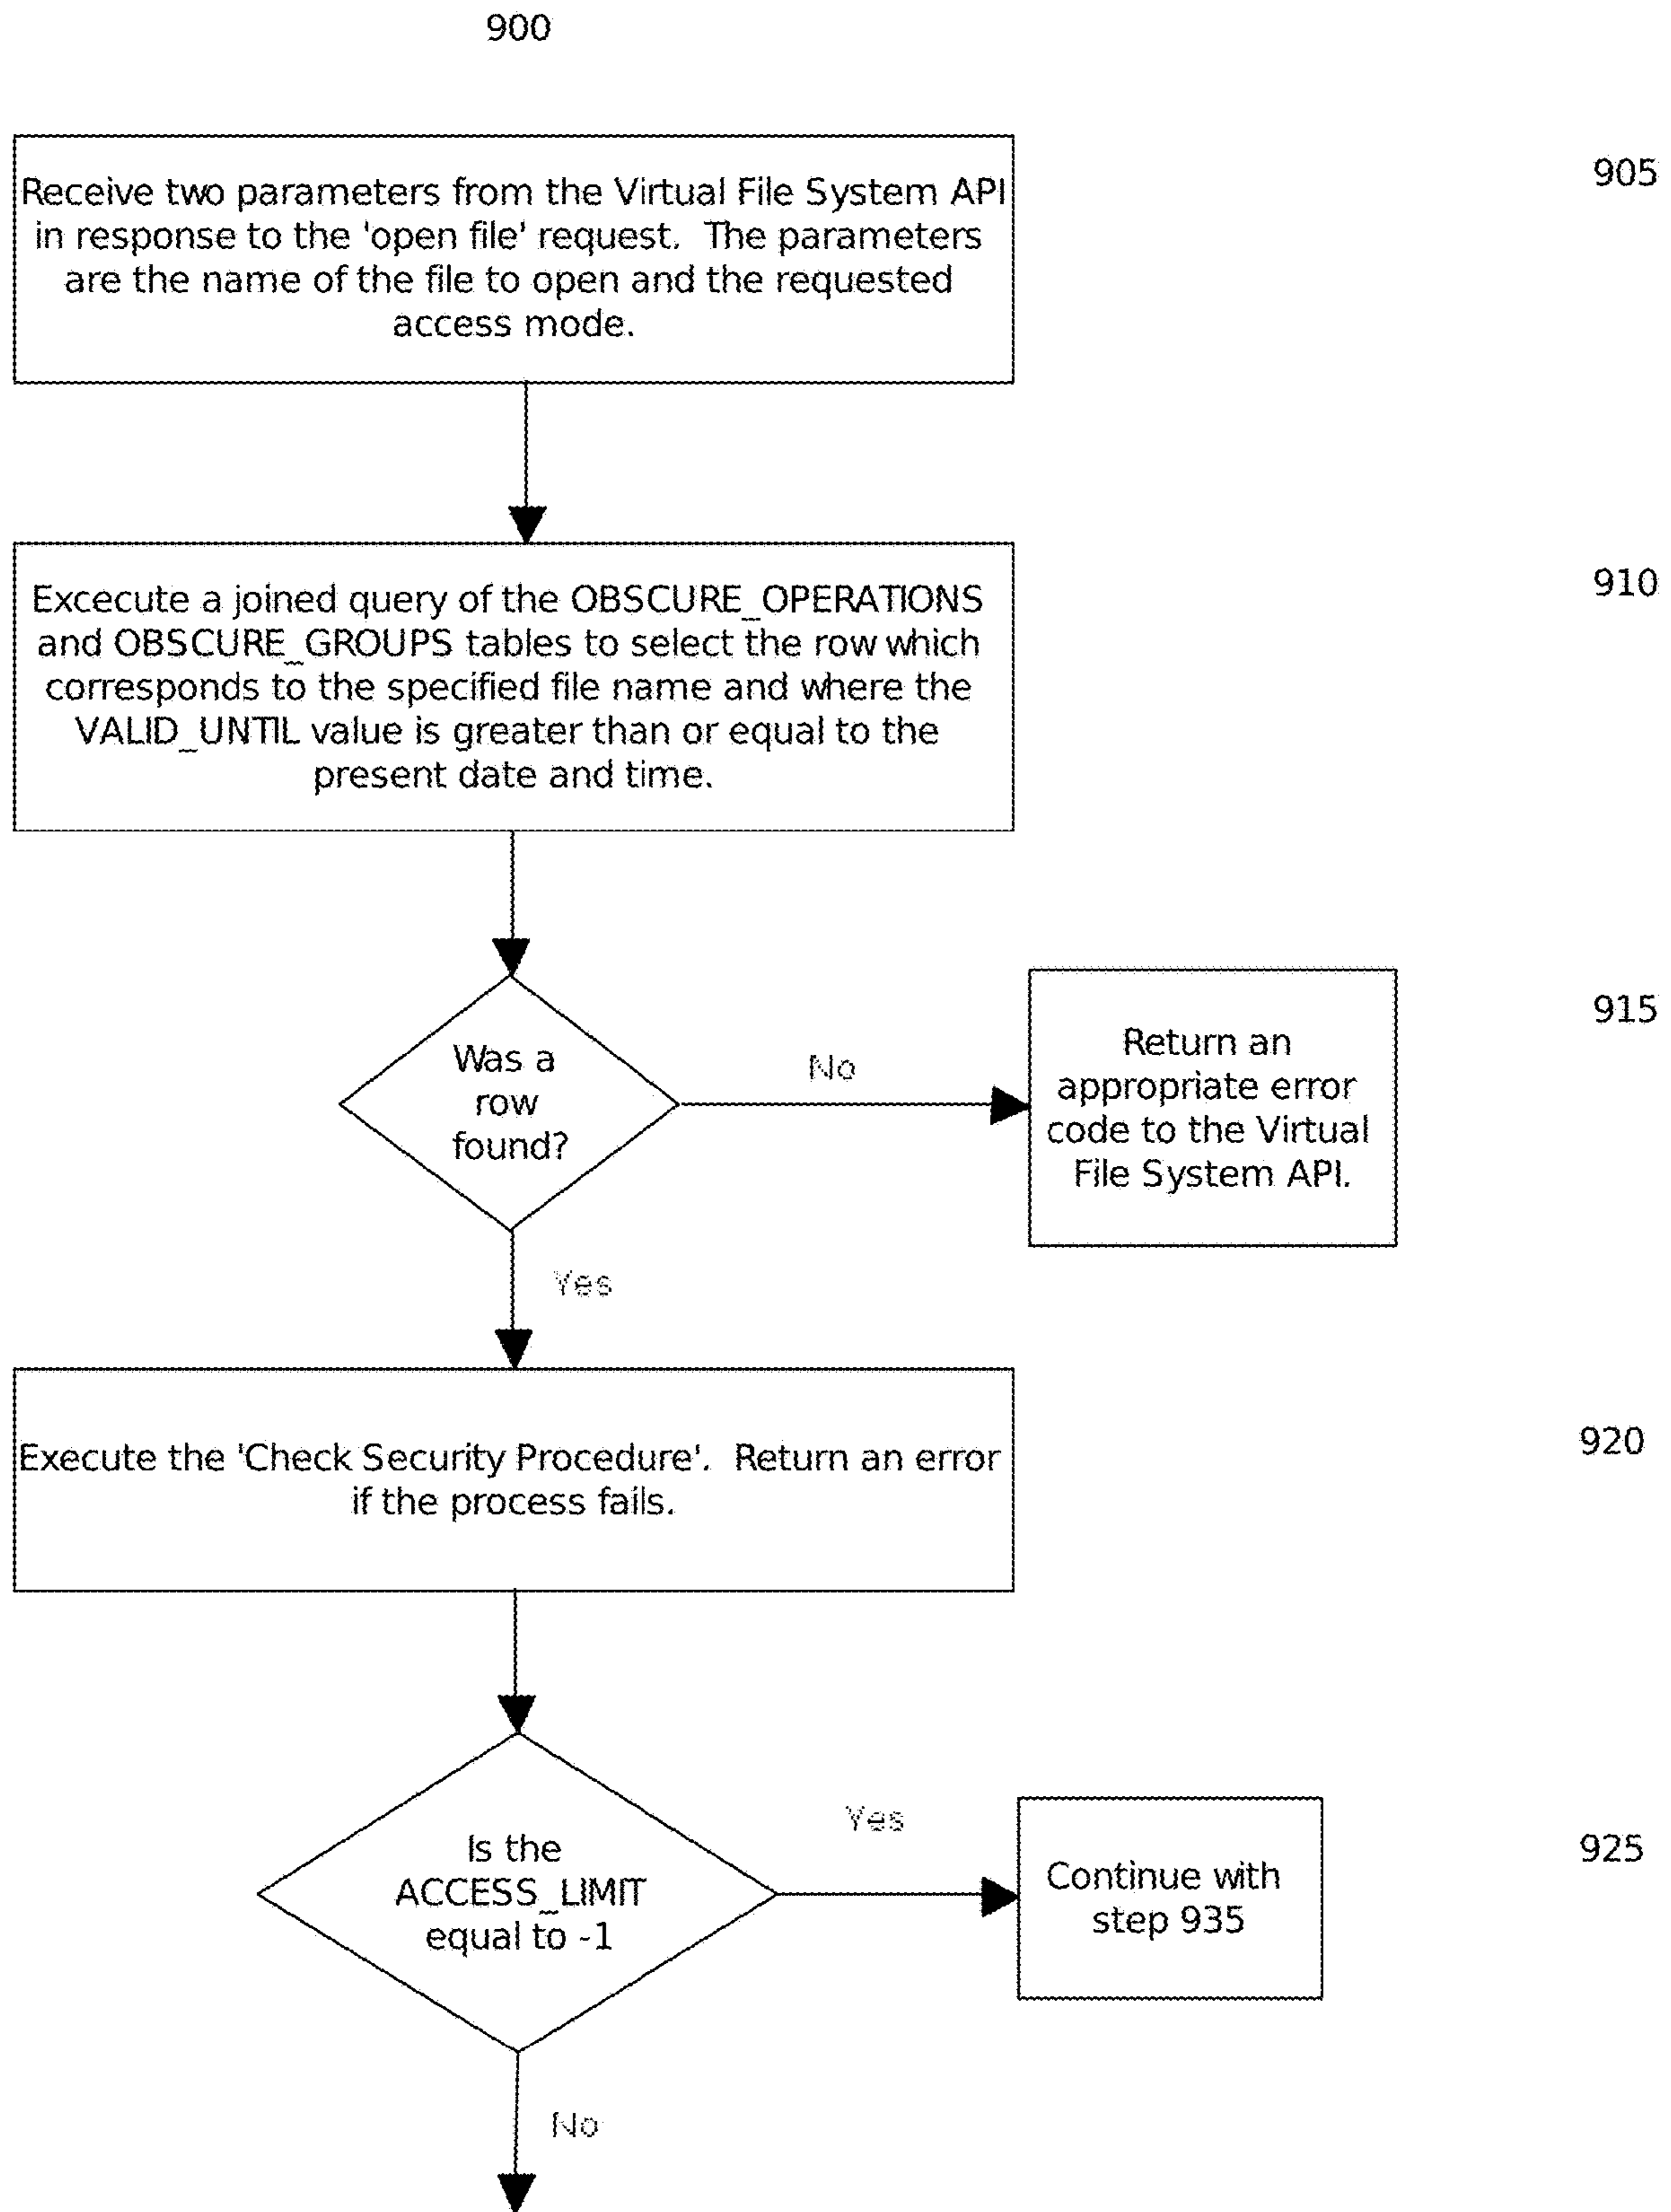 900
Receive two parameters from the Virtual File System API
in response to the 'open file' request.  The parameters
are the name of the file to open and the requested
access mode.
905
Excecute a joined query of the OBSCURE_OPERATIONS
and OBSCURE_GROUPS tables to select the row which
corresponds to the specified file name and where the
VALID_UNTIL value is greater than or equal to the
present date and time.
910
Was a
row
found?
No
Return an
appropriate error
code to the Virtual
File System API.
915
Yes
Execute the 'Check Security Procedure'.  Return an error
if the process fails.
920
Is the
ACCESS_LIMIT
equal to -1
Yes
Continue with
step 935
925
No